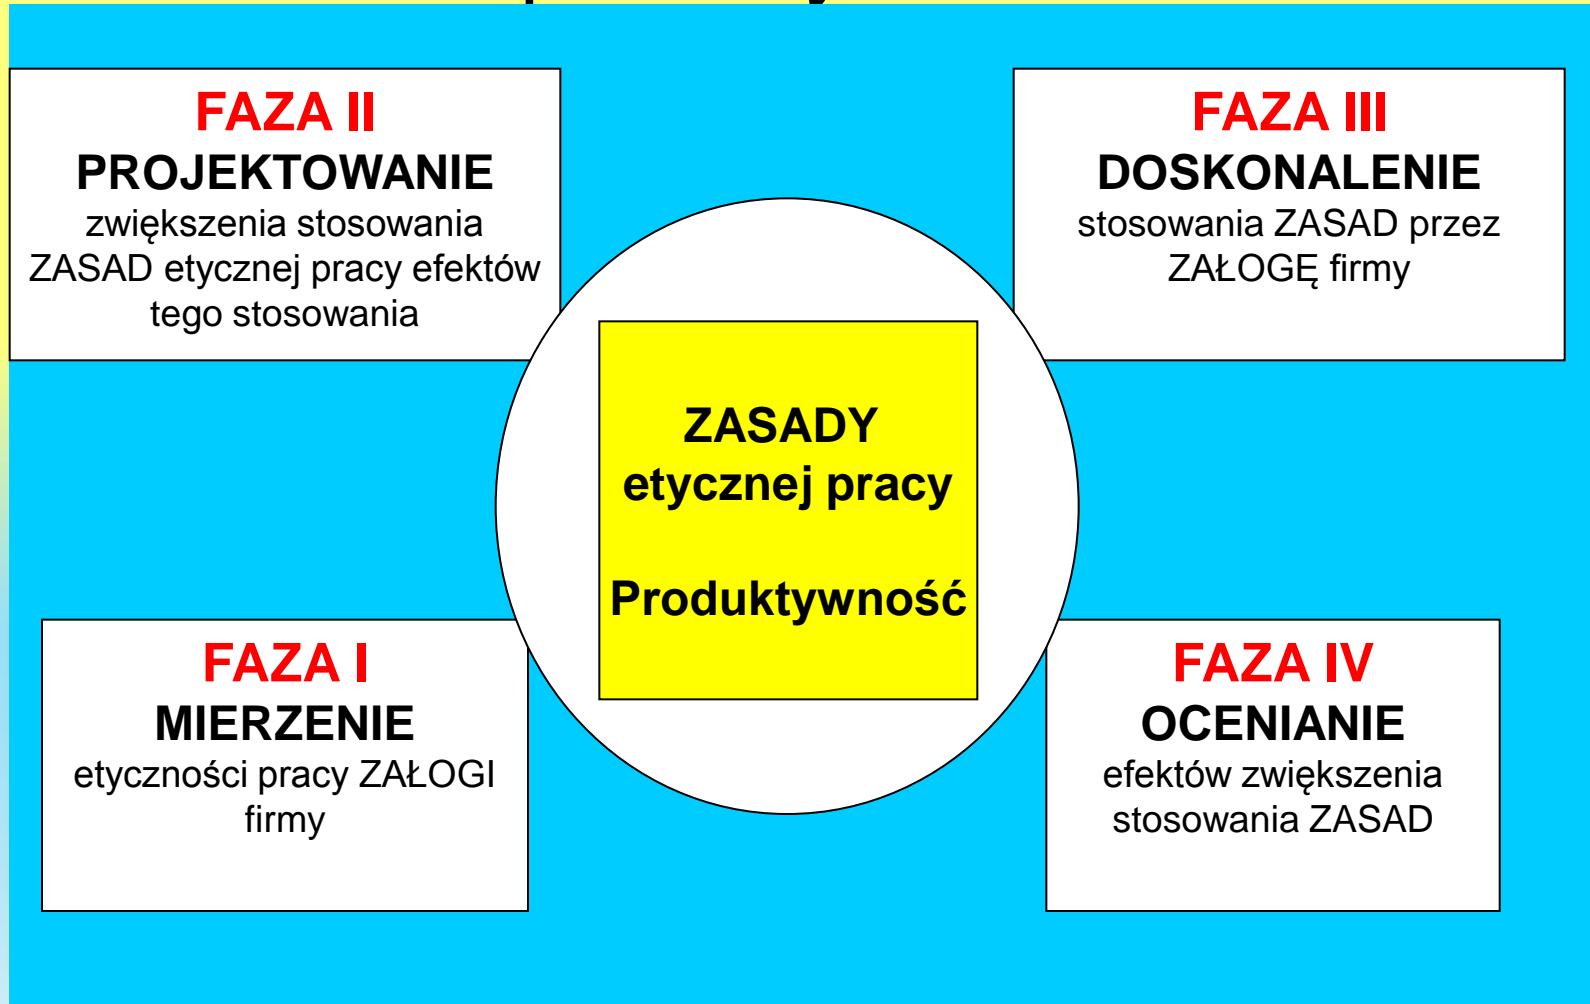 FAZA II
PROJEKTOWANIE
zwiększenia stosowania
ZASAD etycznej pracy efektów
tego stosowania
FAZA III
DOSKONALENIE
stosowania ZASAD przez
ZAŁOGĘ firmy
ZASADY
etycznej pracy
Produktywność
FAZA I
MIERZENIE
etyczności pracy ZAŁOGI
firmy
FAZA IV
OCENIANIE
efektów zwiększenia
stosowania ZASAD